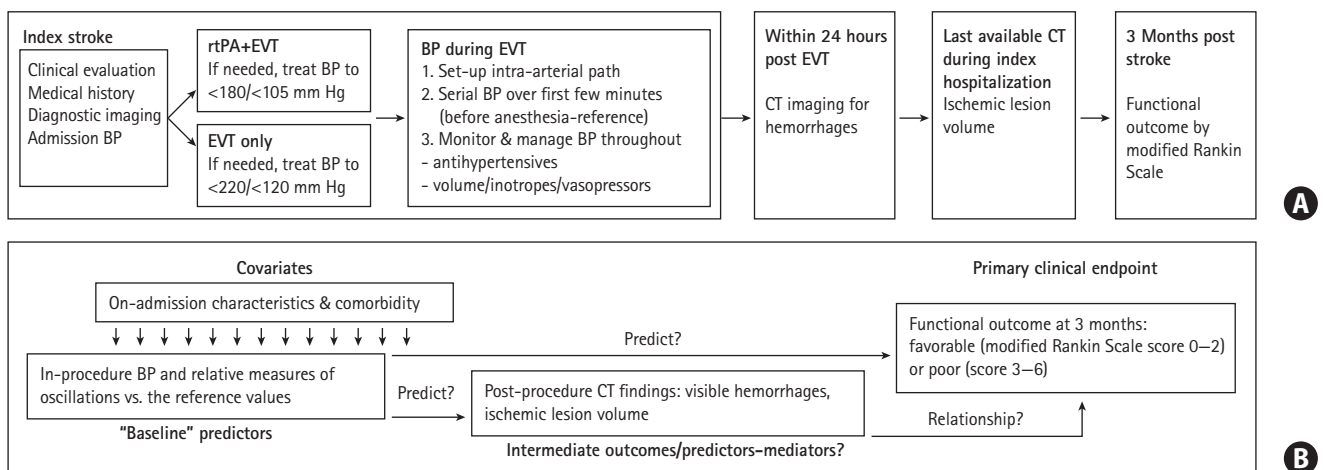 Index stroke
Clinical evaluation
Medical history
Diagnostic imaging
Admission BP
rtPA+EVT
If needed, treat BP to
<180/<105 mm Hg
EVT only
If needed, treat BP to
<220/<120 mm Hg
BP during EVT
1. Set-up intra-arterial path
2. Serial BP over first few minutes
(before anesthesia-reference)
3. Monitor & manage BP throughout
- antihypertensives
- volume/inotropes/vasopressors
Within 24 hours
post EVT
CT imaging for
hemorrhages
Last available CT
during index
hospitalization
Ischemic lesion
volume
3 Months post
stroke
Functional
outcome by
modified Rankin
Scale
A
Covariates
On-admission characteristics & comorbidity
In-procedure BP and relative measures of
oscillations vs. the reference values
"Baseline" predictors
Predict?
Predict?
Post-procedure CT findings: visible hemorrhages,
ischemic lesion volume
Intermediate outcomes/predictors-mediators?
Relationship?
Primary clinical endpoint
Functional outcome at 3 months:
favorable (modified Rankin Scale score 0–2)
or poor (score 3–6)
B